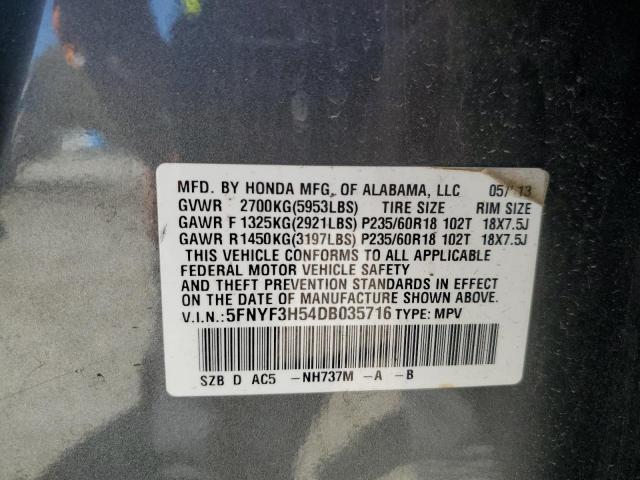 MFD. BY HONDA MFG. OF ALABAMA, LLC 05/ 13
GVWR 2700KG(5953LBS) TIRE SIZE RIM SIZE
GAWR F 1325KG(2921LBS) P235/60R18 102T 18X7.5J
GAWR R1450KG(3197LBS) P235/60R18 102T 18X7.5J
THIS VEHICLE CONFORMS TO ALL APPLICABLE
FEDERAL MOTOR VEHICLE SAFETY
AND THEFT PREVENTION STANDARDS IN EFFECT
ON THE DATE OF MANUFACTURE SHOWN ABOVE.
V.I.N.:5FNYF3H54DB035716 TYPE: MPV
SZB D AC5 -NH737M -A -B